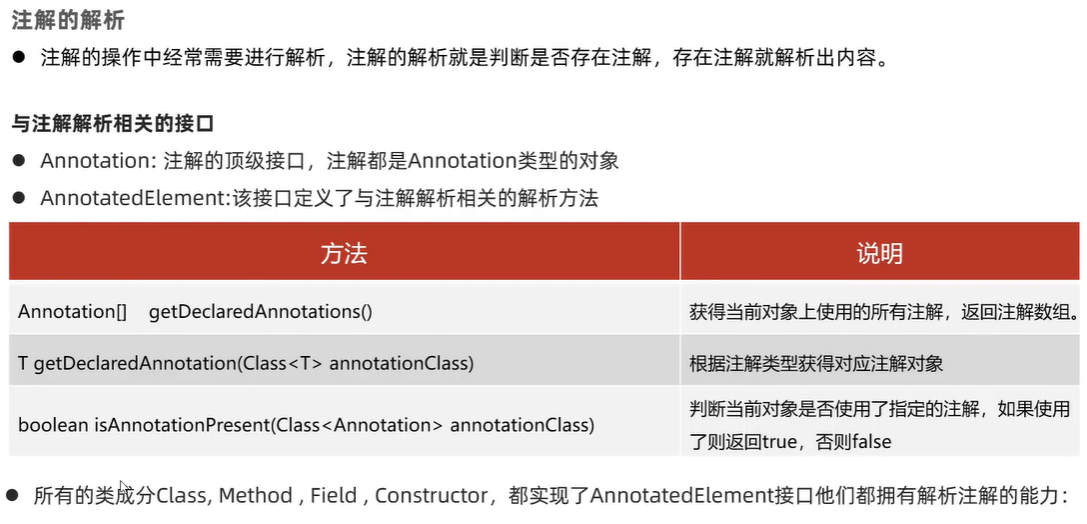 注解的解析
● 注解的操作中经常需要进行解析，注解的解析就是判断是否存在注解，存在注解就解析出内容。
与注解解析相关的接口
● Annotation: 注解的顶级接口，注解都是Annotation类型的对象
● AnnotatedElement:该接口定义了与注解解析相关的解析方法
方法 说明
Annotation[] getDeclaredAnnotations() 获得当前对象上使用的所有注解，返回注解数组。
T getDeclaredAnnotation(Class<T> annotationClass) 根据注解类型获得对应注解对象
boolean isAnnotationPresent(Class<Annotation> annotationClass) 判断当前对象是否使用了指定的注解，如果使用
了则返回true，否则false
● 所有的类成分Class, Method , Field , Constructor，都实现了AnnotatedElement接口他们都拥有解析注解的能力：